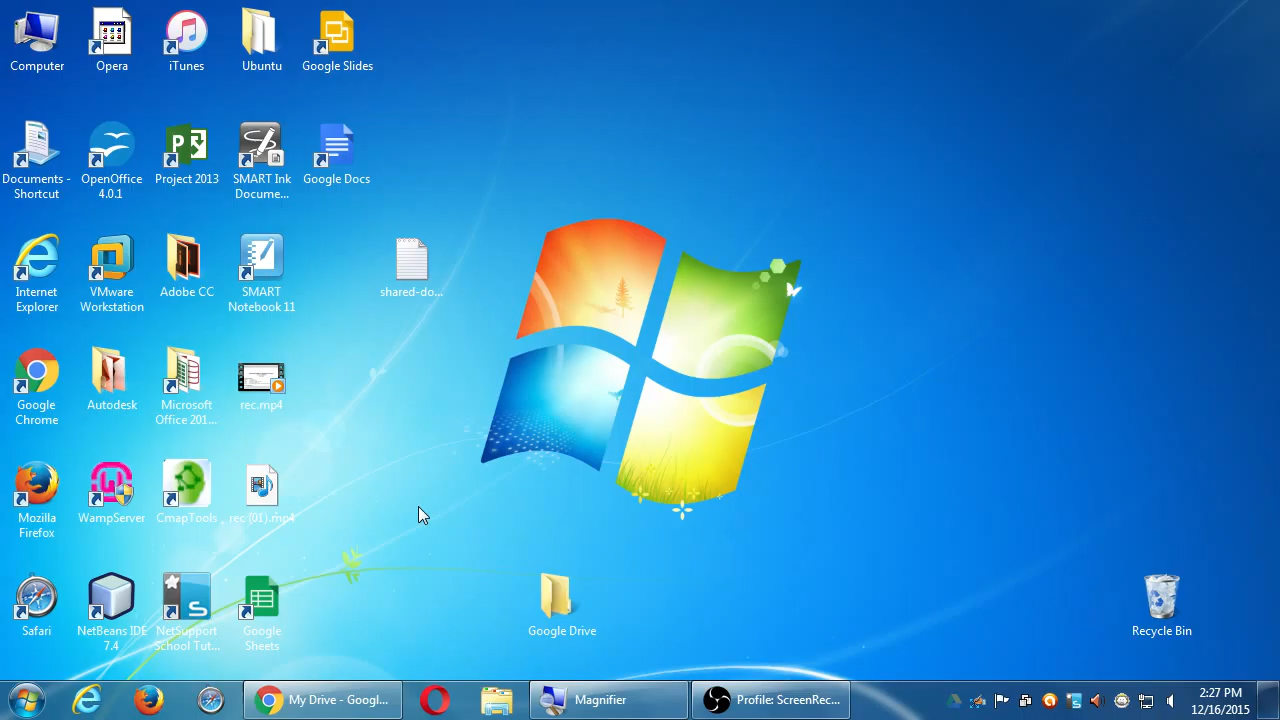 Computer
Opera
iTunes
Ubuntu
Google Slides
Documents -
Shortcut
OpenOffice
4.0.1
Project 2013
SMART Ink
Docume...
Google Docs
Internet
Explorer
VMware
Workstation
Adobe CC
SMART
Notebook 11
shared-do...
Google
Chrome
Autodesk
Microsoft
Office 201...
rec.mp4
Mozilla
Firefox
WampServer
CmapTools
rec (01).mp4
Safari
NetBeans IDE
7.4
NetSupport
School Tut...
Google
Sheets
Google Drive
Recycle Bin
My Drive - Googl...
Magnifier
Profile: ScreenRec...
2:27 PM
12/16/2015